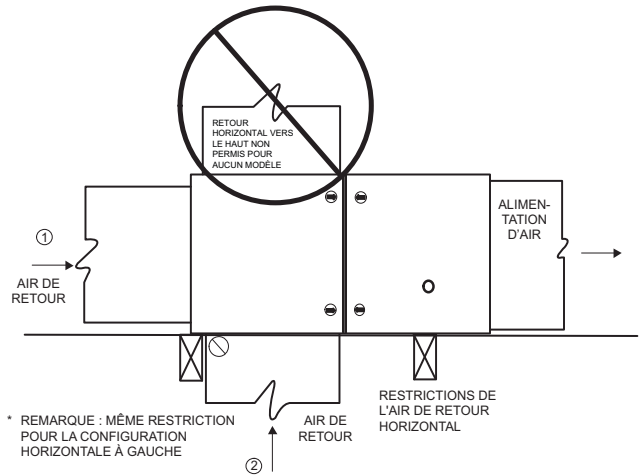 RETOUR
HORIZONTAL VERS
LE HAUT NON
PERMIS POUR
AUCUN MODÈLE
ALIMEN-
TATION
D'AIR
1
AIR DE
RETOUR
* REMARQUE : MÊME RESTRICTION
POUR LA CONFIGURATION
HORIZONTALE À GAUCHE
AIR DE
RETOUR
2
RESTRICTIONS DE
L'AIR DE RETOUR
HORIZONTAL